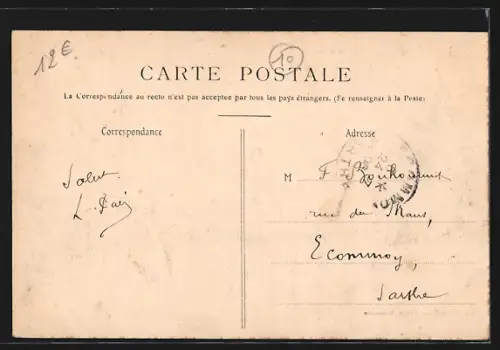 12€
10
CARTE POSTALE
La Correspondance au recto n'est pas acceptée par tous les pays étrangers. (Se renseigner à la Poste)
Correspondance
Adresse
Salut
L.
M F
rue du Mans,
Ecommoy,
Sarthe